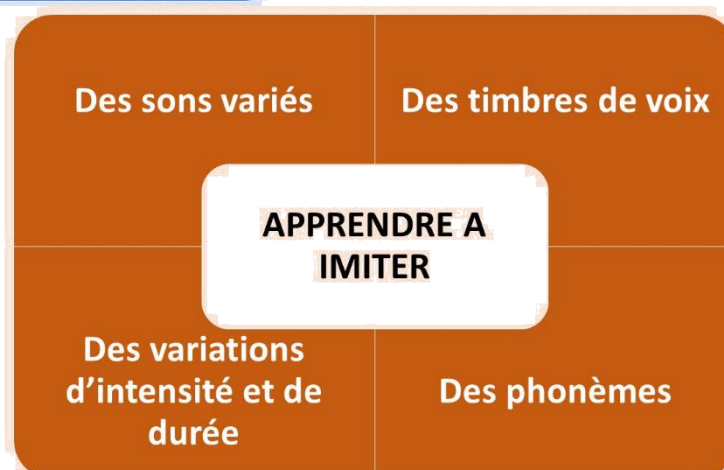 Des sons variés
Des timbres de voix
APPRENDRE A
IMITER
Des variations
d'intensité et de
durée
Des phonèmes